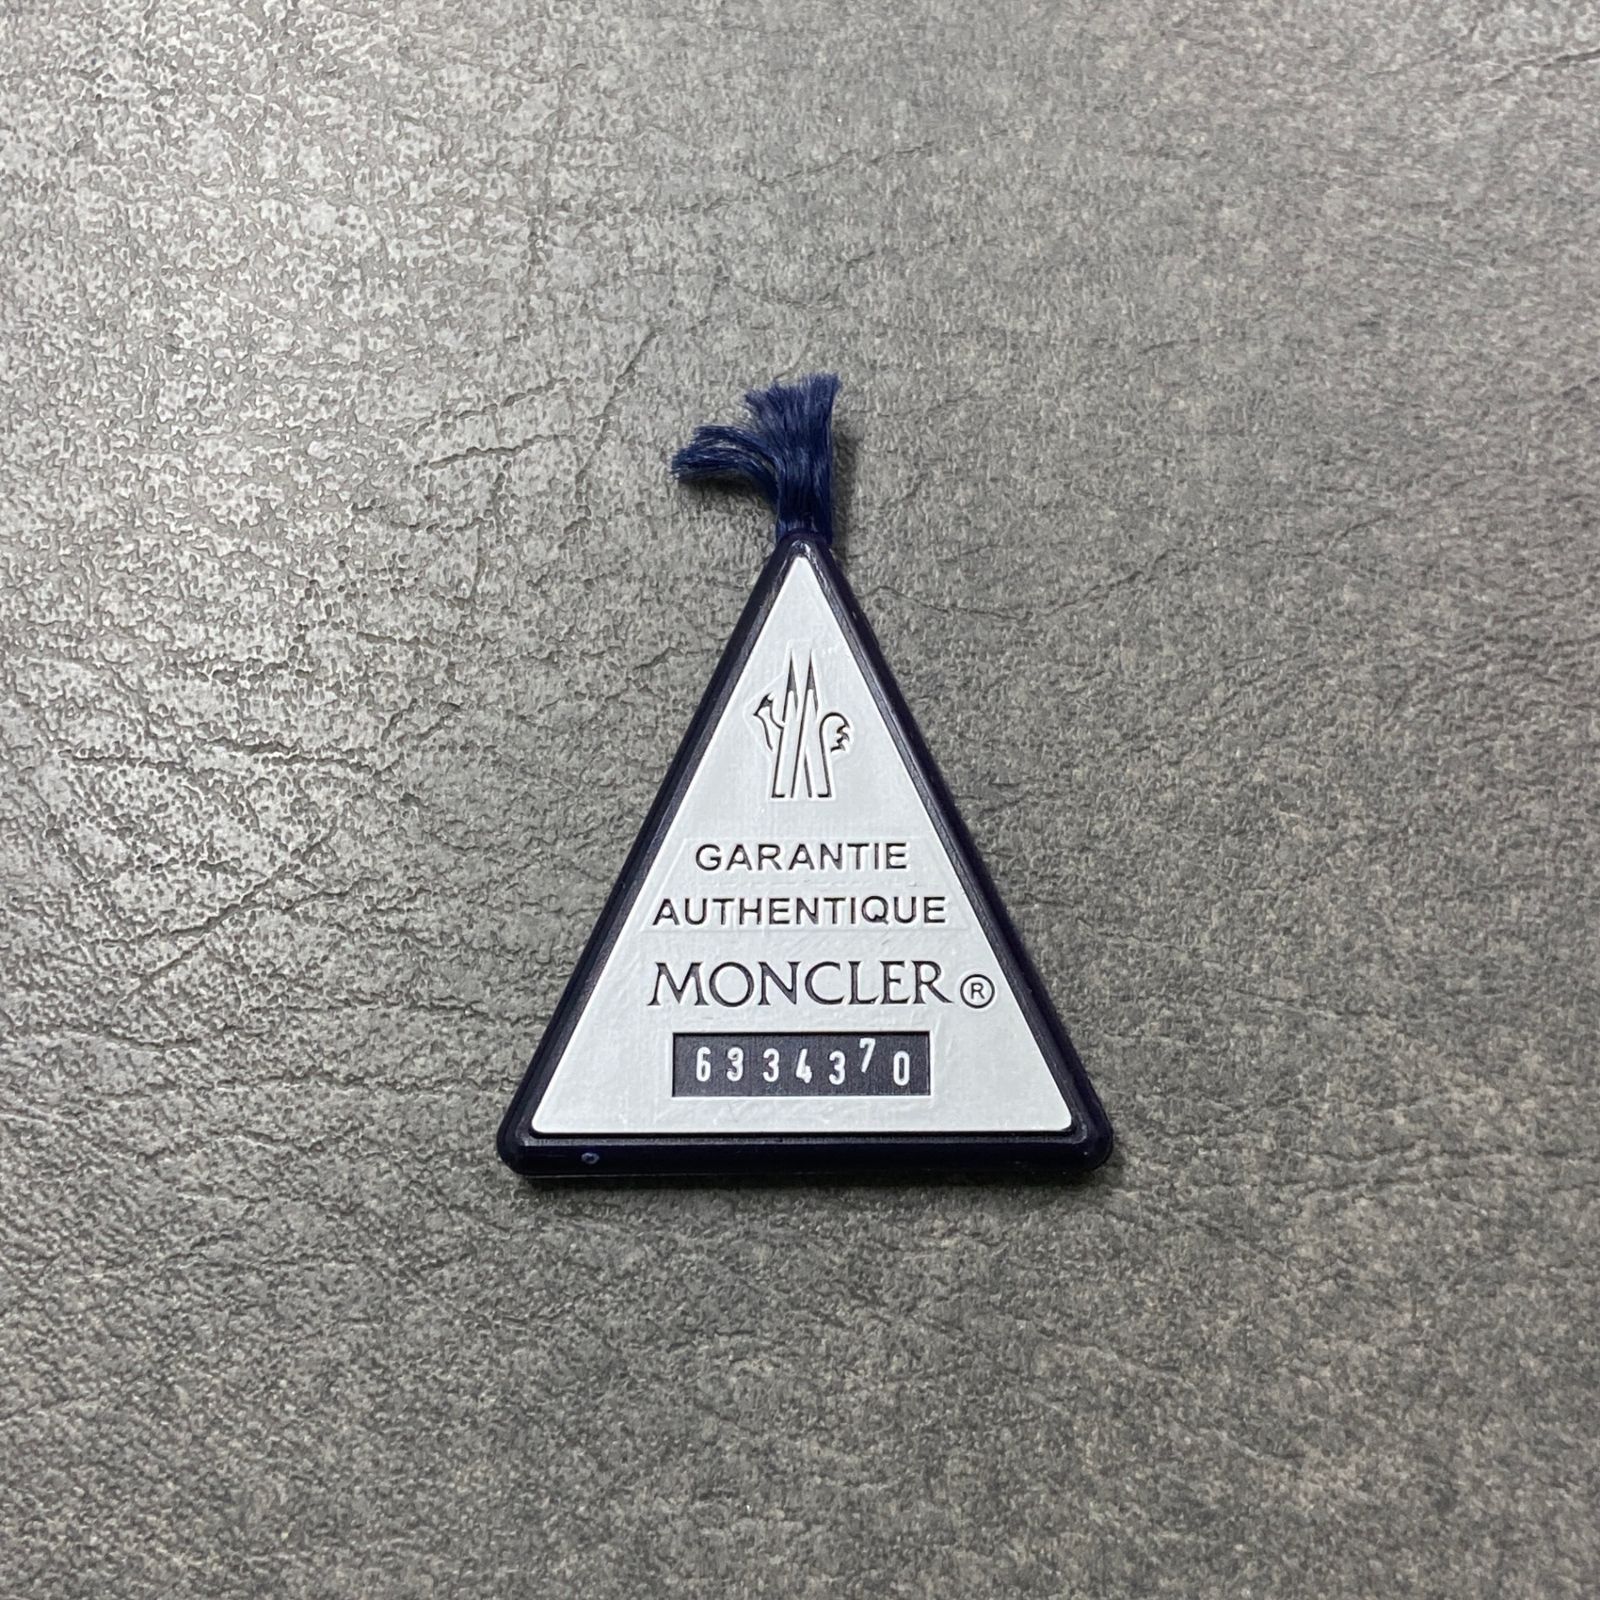 GARANTIE
AUTHENTIQUE
MONCLER®
6334370